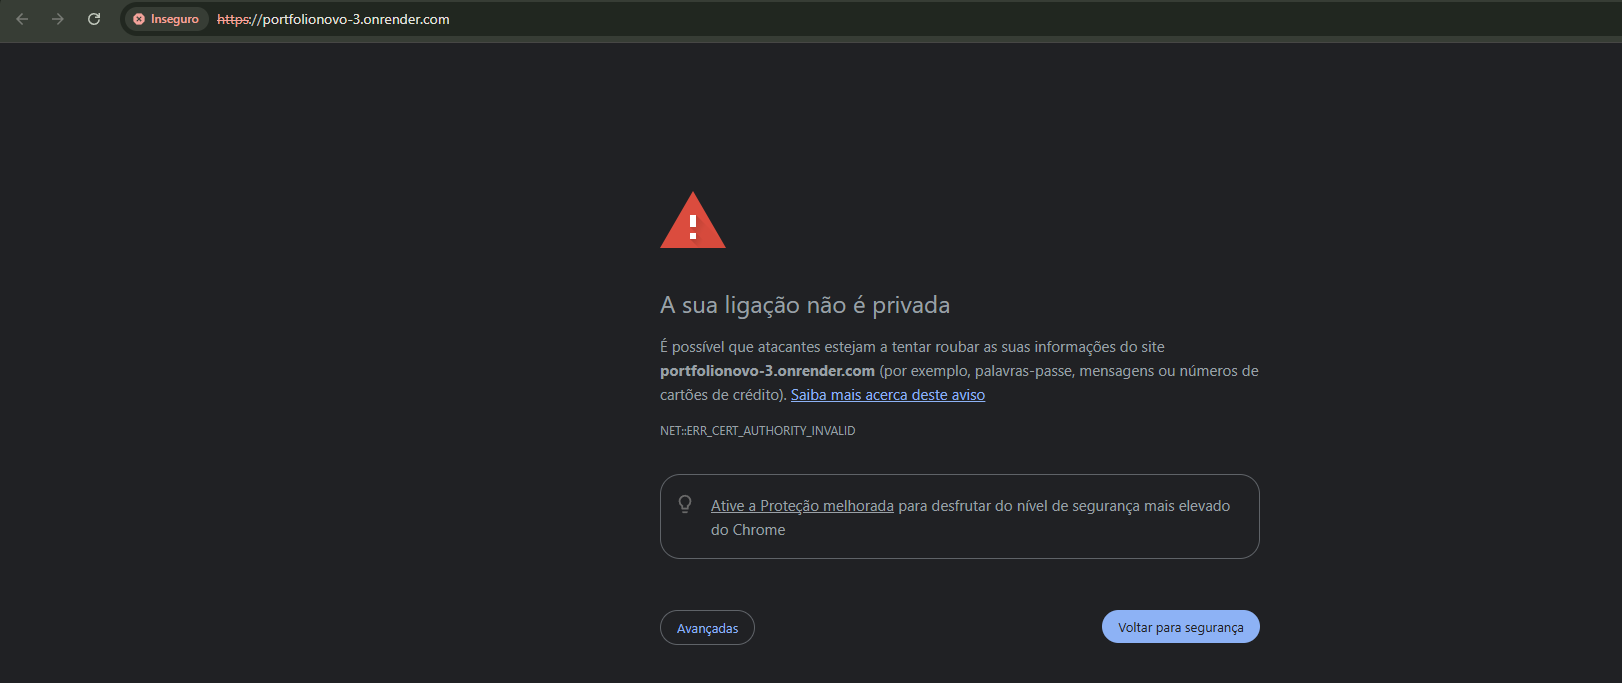 Inseguro https://portfolionovo-3.onrender.com
!
A sua ligação não é privada
É possível que atacantes estejam a tentar roubar as suas informações do site
portfolionovo-3.onrender.com (por exemplo, palavras-passe, mensagens ou números de
cartões de crédito). Saiba mais acerca deste aviso
NET::ERR_CERT_AUTHORITY_INVALID
Ative a Proteção melhorada para desfrutar do nível de segurança mais elevado
do Chrome
Avançadas
Voltar para segurança